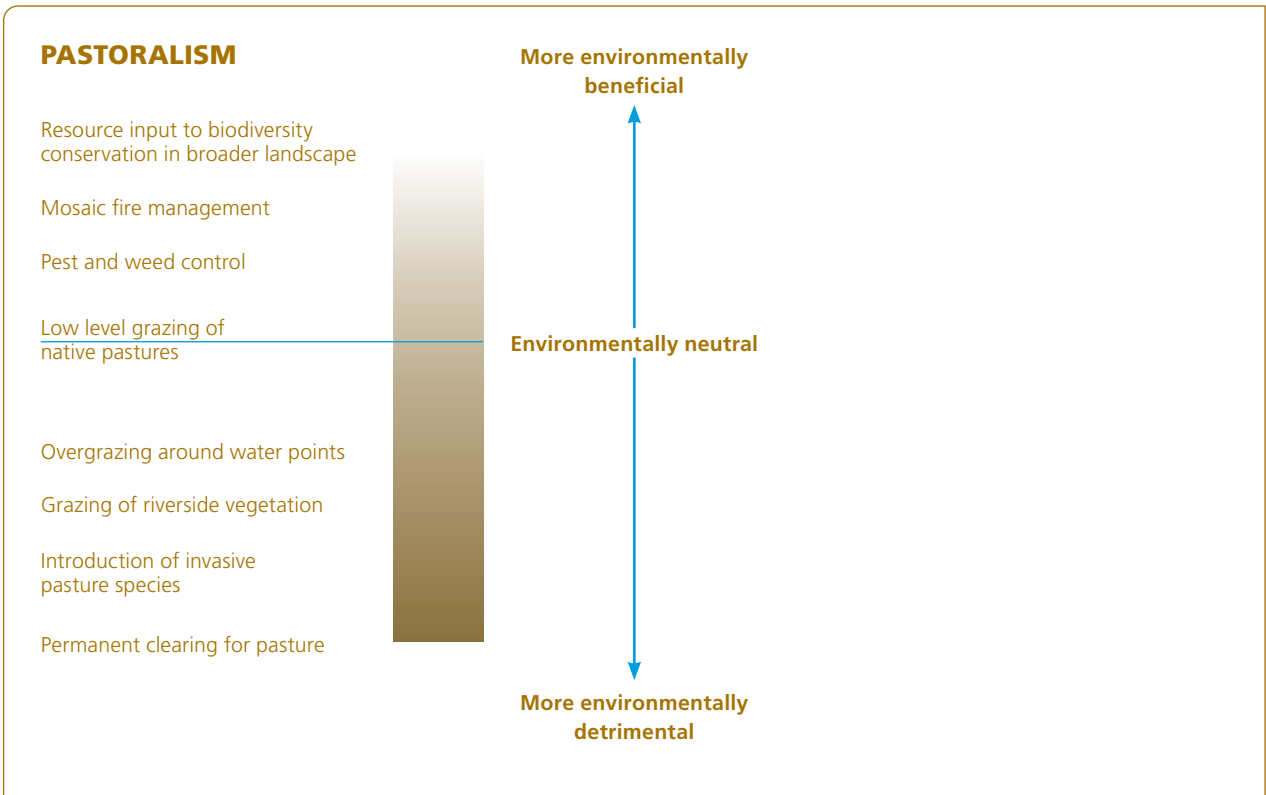 PASTORALISM
Resource input to biodiversity
conservation in broader landscape
Mosaic fire management
Pest and weed control
Low level grazing of
native pastures
Overgrazing around water points
Grazing of riverside vegetation
Introduction of invasive
pasture species
Permanent clearing for pasture
More environmentally
beneficial
Environmentally neutral
More environmentally
detrimental